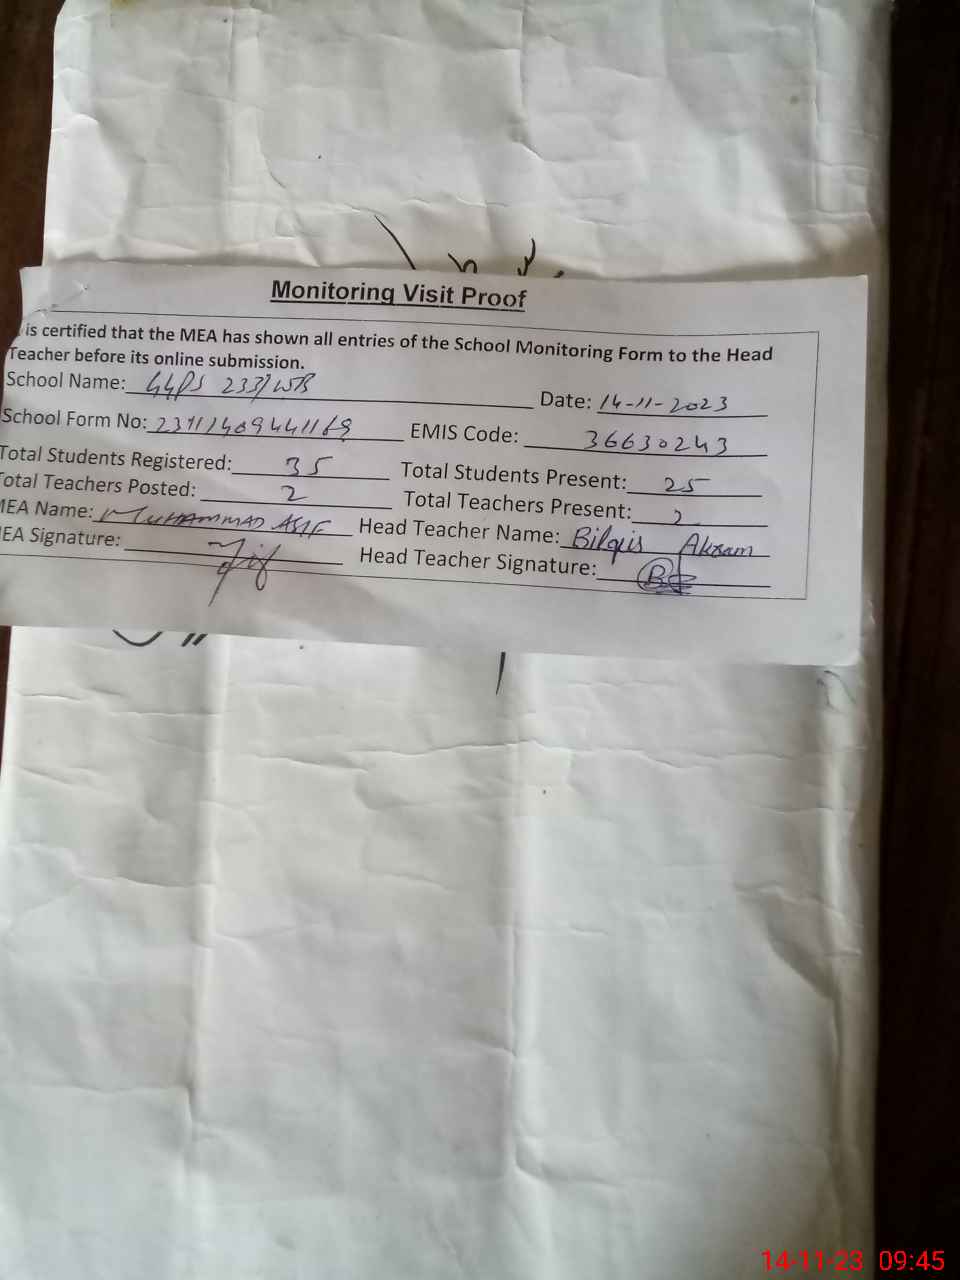 Monitoring Visit Proof
is certified that the MEA has shown all entries of the School Monitoring Form to the Head
Teacher before its online submission.
School Name: GGPS 233/WB Date: 14-11-2023
School Form No: EMIS Code: 36630243
Total Students Registered: 35 Total Students Present: 25
Total Teachers Posted: 2 Total Teachers Present: 2
MEA Name: MUHAMMAD ASIF Head Teacher Name: Bilqis Akram
MEA Signature: Head Teacher Signature:
14-11-23 09:45